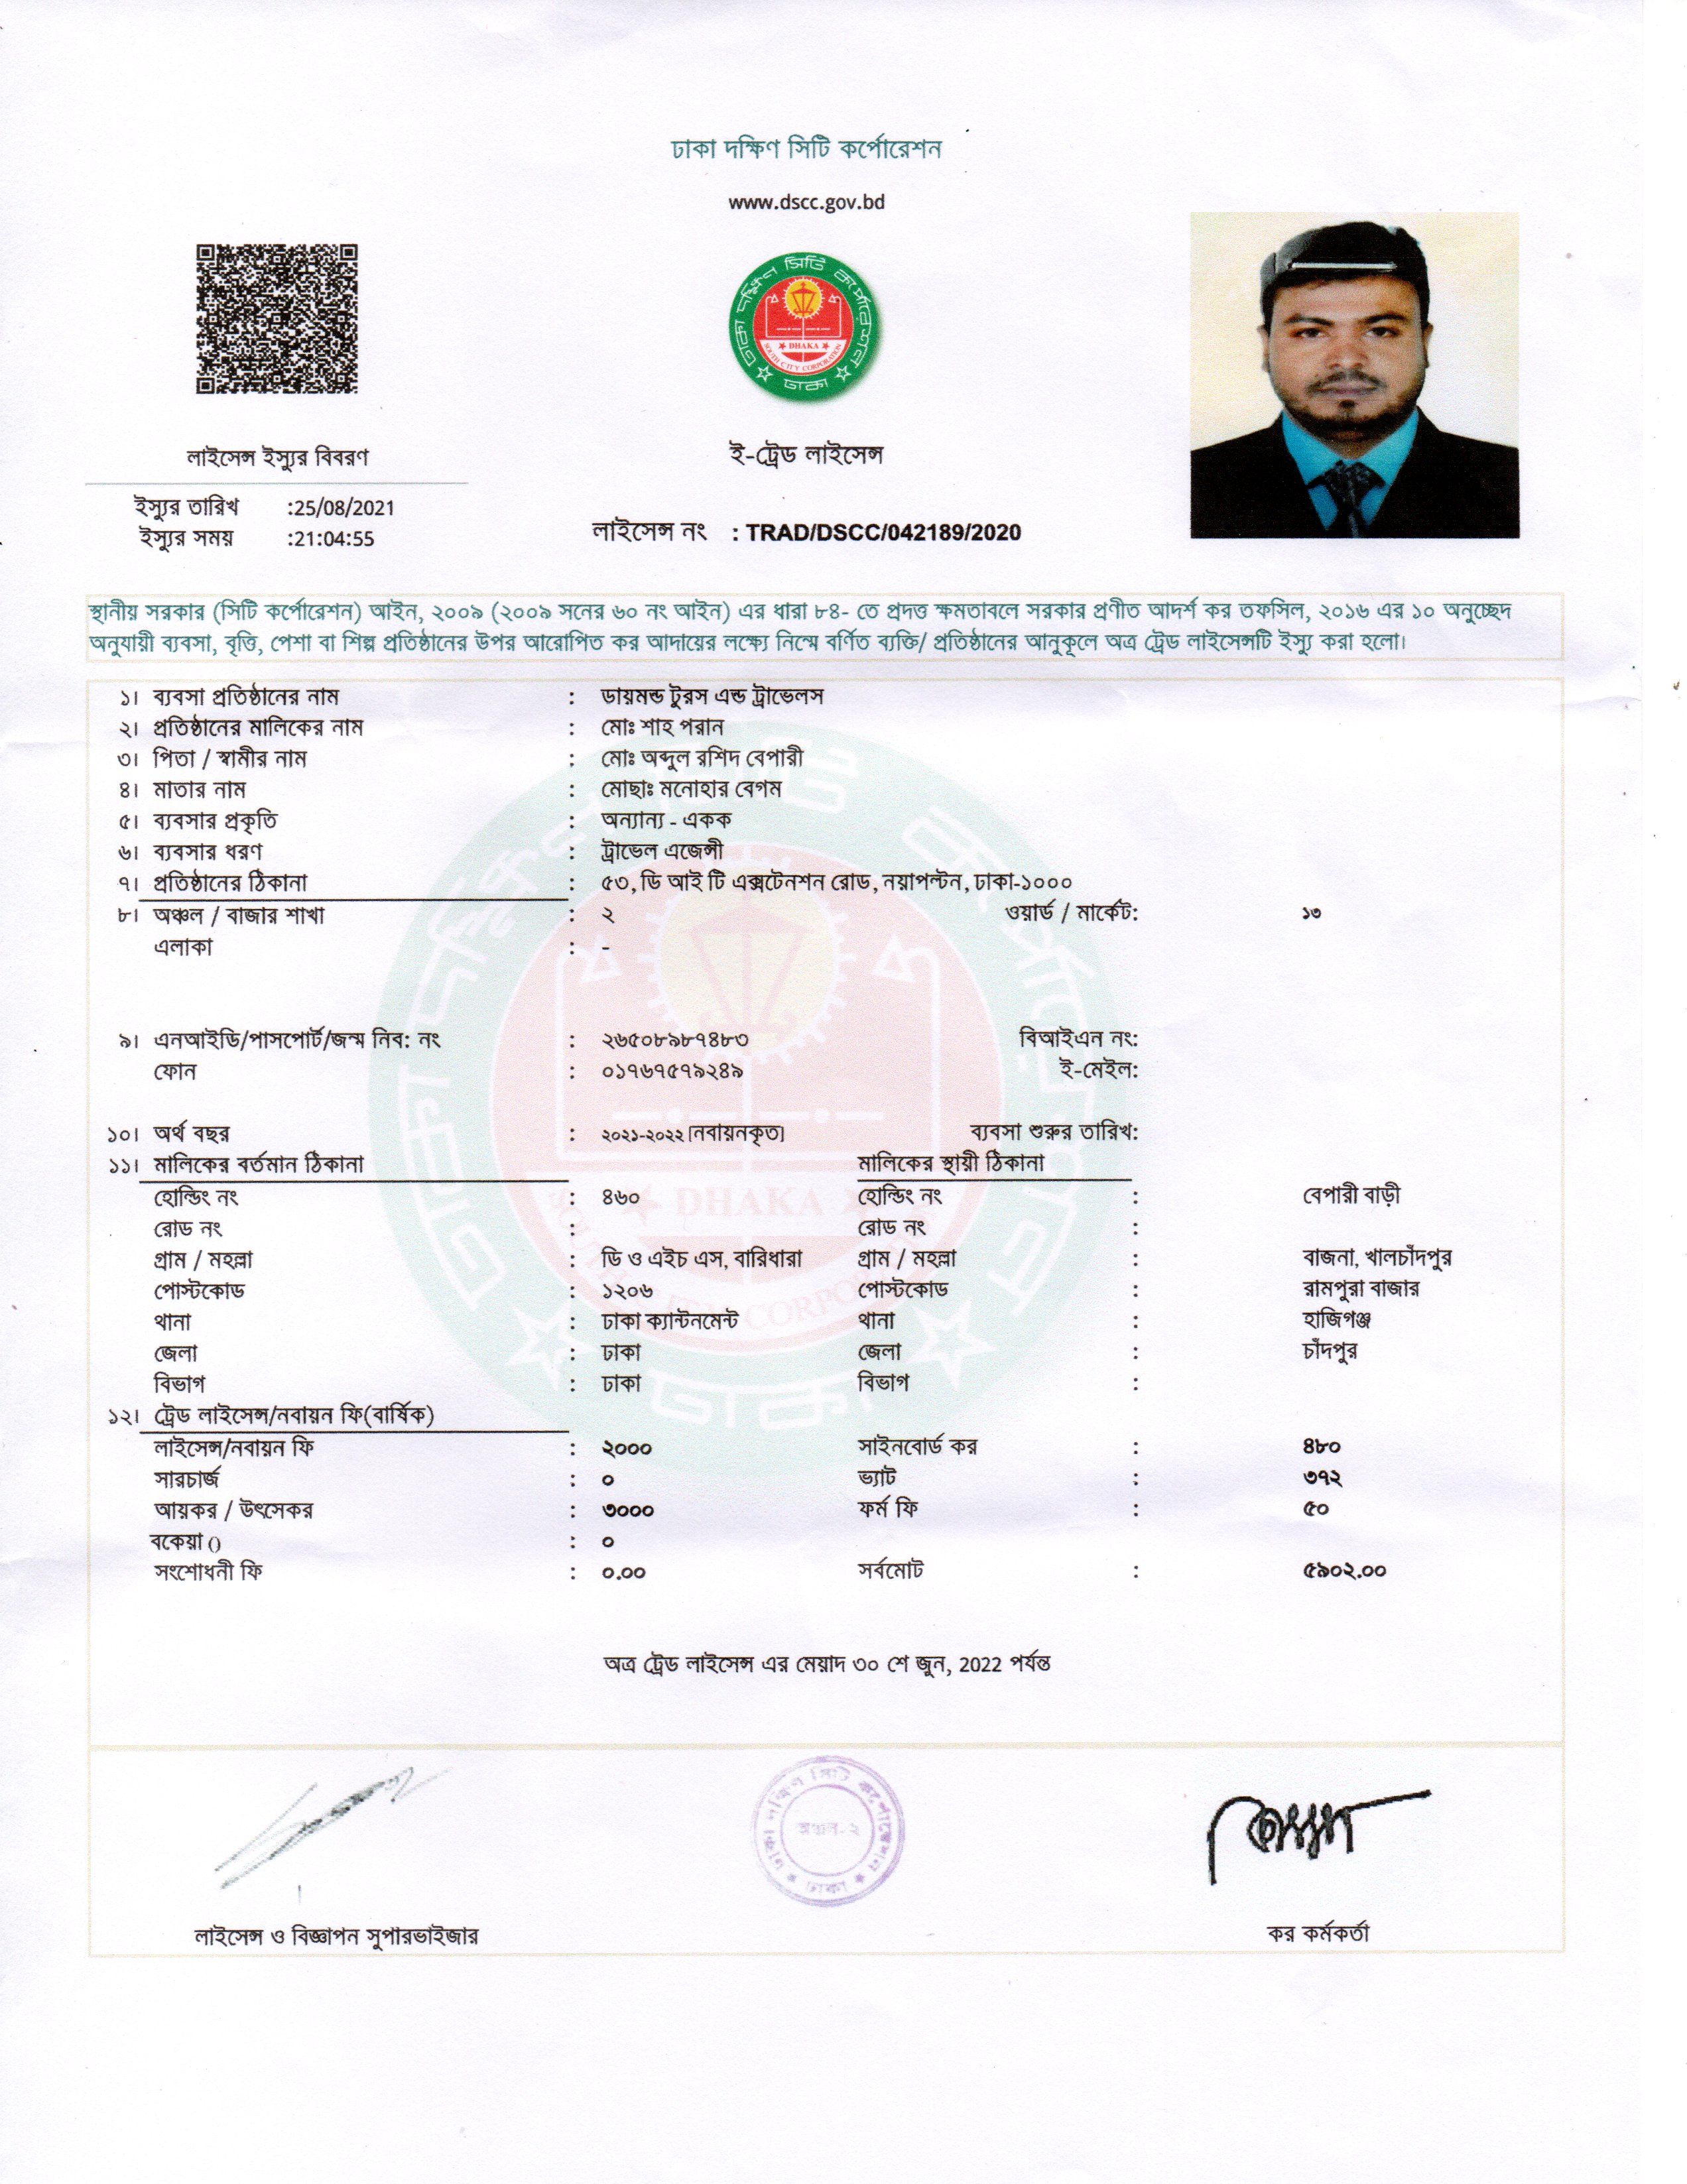 ঢাকা দক্ষিণ সিটি কর্পোরেশন
www.dscc.gov.bd
ঢাকা দক্ষিণ সিটি কর্পোরেশন
DHAKA
SOUTH CITY CORPORATION
ঢাকা
লাইসেন্স ইস্যুর বিবরণ
ই-ট্রেড লাইসেন্স
ইস্যুর তারিখ :25/08/2021
ইস্যুর সময় :21:04:55
লাইসেন্স নং : TRAD/DSCC/042189/2020
স্থানীয় সরকার (সিটি কর্পোরেশন) আইন, ২০০৯ (২০০৯ সনের ৬০ নং আইন) এর ধারা ৮৪- তে প্রদত্ত ক্ষমতাবলে সরকার প্রণীত আদর্শ কর তফসিল, ২০১৬ এর ১০ অনুচ্ছেদ
অনুযায়ী ব্যবসা, বৃত্তি, পেশা বা শিল্প প্রতিষ্ঠানের উপর আরোপিত কর আদায়ের লক্ষ্যে নিম্মে বর্ণিত ব্যক্তি/ প্রতিষ্ঠানের আনুকূলে অত্র ট্রেড লাইসেন্সটি ইস্যু করা হলো।
১। ব্যবসা প্রতিষ্ঠানের নাম : ডায়মন্ড টুরস এন্ড ট্রাভেলস
২। প্রতিষ্ঠানের মালিকের নাম : মোঃ শাহ পরান
৩। পিতা / স্বামীর নাম : মোঃ অব্দুল রশিদ বেপারী
৪। মাতার নাম : মোছাঃ মনোহার বেগম
৫। ব্যবসার প্রকৃতি : অন্যান্য - একক
৬। ব্যবসার ধরণ : ট্রাভেল এজেন্সী
৭। প্রতিষ্ঠানের ঠিকানা : ৫৩, ডি আই টি এক্সটেনশন রোড, নয়াপল্টন, ঢাকা-১০০০
৮। অঞ্চল / বাজার শাখা : ২ ওয়ার্ড / মার্কেট: ১৩
এলাকা : -
৯। এনআইডি/পাসপোর্ট/জন্ম নিব: নং : ২৬৫০৮৯৮৭৪৮৩ বিআইএন নং:
ফোন : ০১৭৬৭৫৭৯২৪৯ ই-মেইল:
১০। অর্থ বছর : ২০২১-২০২২ [নবায়নকৃত] ব্যবসা শুরুর তারিখ:
১১। মালিকের বর্তমান ঠিকানা মালিকের স্থায়ী ঠিকানা
হোল্ডিং নং : ৪৬০ হোল্ডিং নং : বেপারী বাড়ী
রোড নং : রোড নং :
গ্রাম / মহল্লা : ডি ও এইচ এস, বারিধারা গ্রাম / মহল্লা : বাজনা, খালচাঁদপুর
পোস্টকোড : ১২০৬ পোস্টকোড : রামপুরা বাজার
থানা : ঢাকা ক্যান্টনমেন্ট থানা : হাজিগঞ্জ
জেলা : ঢাকা জেলা : চাঁদপুর
বিভাগ : ঢাকা বিভাগ :
১২। ট্রেড লাইসেন্স/নবায়ন ফি(বার্ষিক)
লাইসেন্স/নবায়ন ফি : ২০০০ সাইনবোর্ড কর : ৪৮০
সারচার্জ : ০ ভ্যাট : ৩৭২
আয়কর / উৎসেকর : ৩০০০ ফর্ম ফি : ৫০
বকেয়া () : ০
সংশোধনী ফি : ০.০০ সর্বমোট : ৫৯০২.০০
অত্র ট্রেড লাইসেন্স এর মেয়াদ ৩০ শে জুন, 2022 পর্যন্ত
ঢাকা দক্ষিণ সিটি কর্পোরেশন
অঞ্চল-২
ঢাকা
লাইসেন্স ও বিজ্ঞাপন সুপারভাইজার
কর কর্মকর্তা